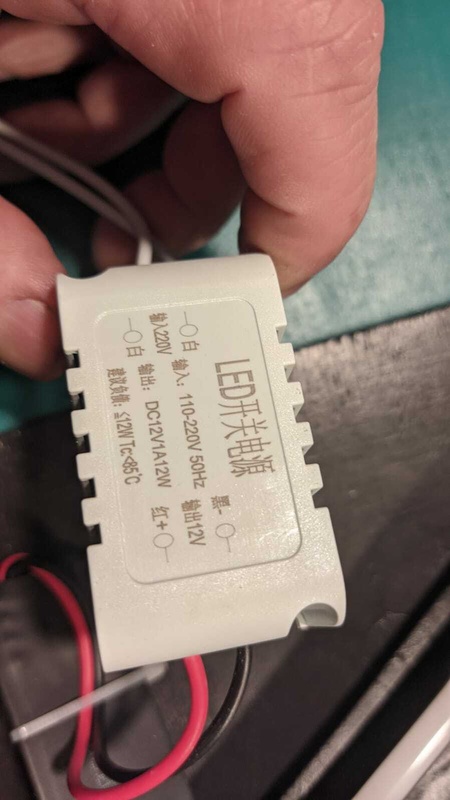 LED开关电源
输入: 110-220V 50Hz
输出: DC12V1A12W
建议负载: ≤12W Tc:<85℃
白
输入220V
白
黑-
输出12V
红+